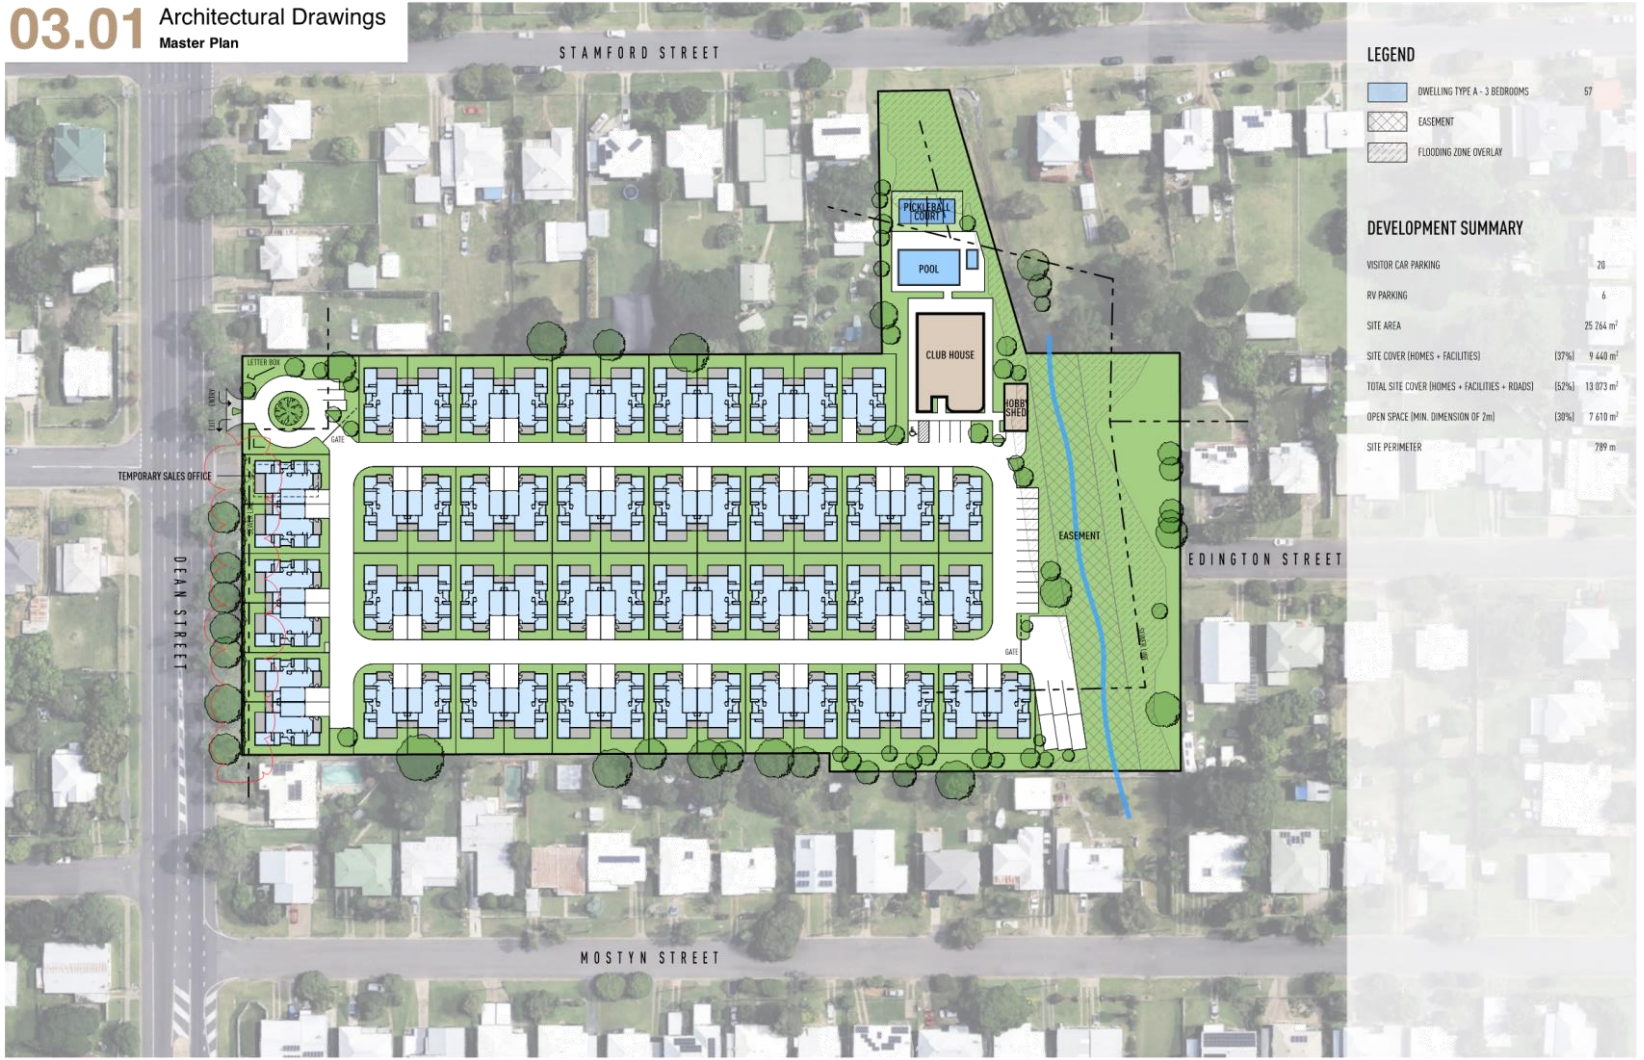 03.01 Architectural Drawings
Master Plan
STAMFORD STREET
LEGEND
DWELLING TYPE A - 3 BEDROOMS 57
EASEMENT
FLOODING ZONE OVERLAY
DEVELOPMENT SUMMARY
VISITOR CAR PARKING 20
RV PARKING 6
SITE AREA 25 264 m²
SITE COVER (HOMES + FACILITIES) (37%) 9 440 m²
TOTAL SITE COVER (HOMES + FACILITIES + ROADS) (52%) 13 073 m²
OPEN SPACE (MIN. DIMENSION OF 2m) (30%) 7 610 m²
SITE PERIMETER 789 m
PICKLEBALL
COURT
POOL
CLUB HOUSE
HOBBY
SHED
LETTER BOX
ENTRY
EXIT
GATE
TEMPORARY SALES OFFICE
EASEMENT
EDINGTON STREET
DEAN STREET
SEWER LINE
GATE
MOSTYN STREET